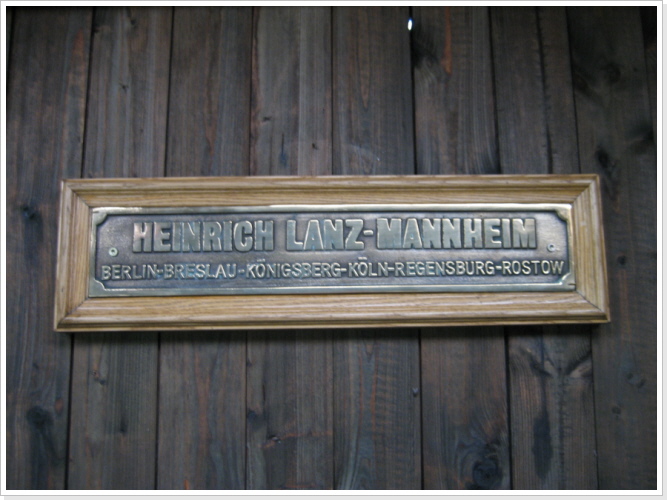 HEINRICH LANZ-MANNHEIM
BERLIN-BRESLAU-KÖNIGSBERG-KÖLN-REGENSBURG-ROSTOW